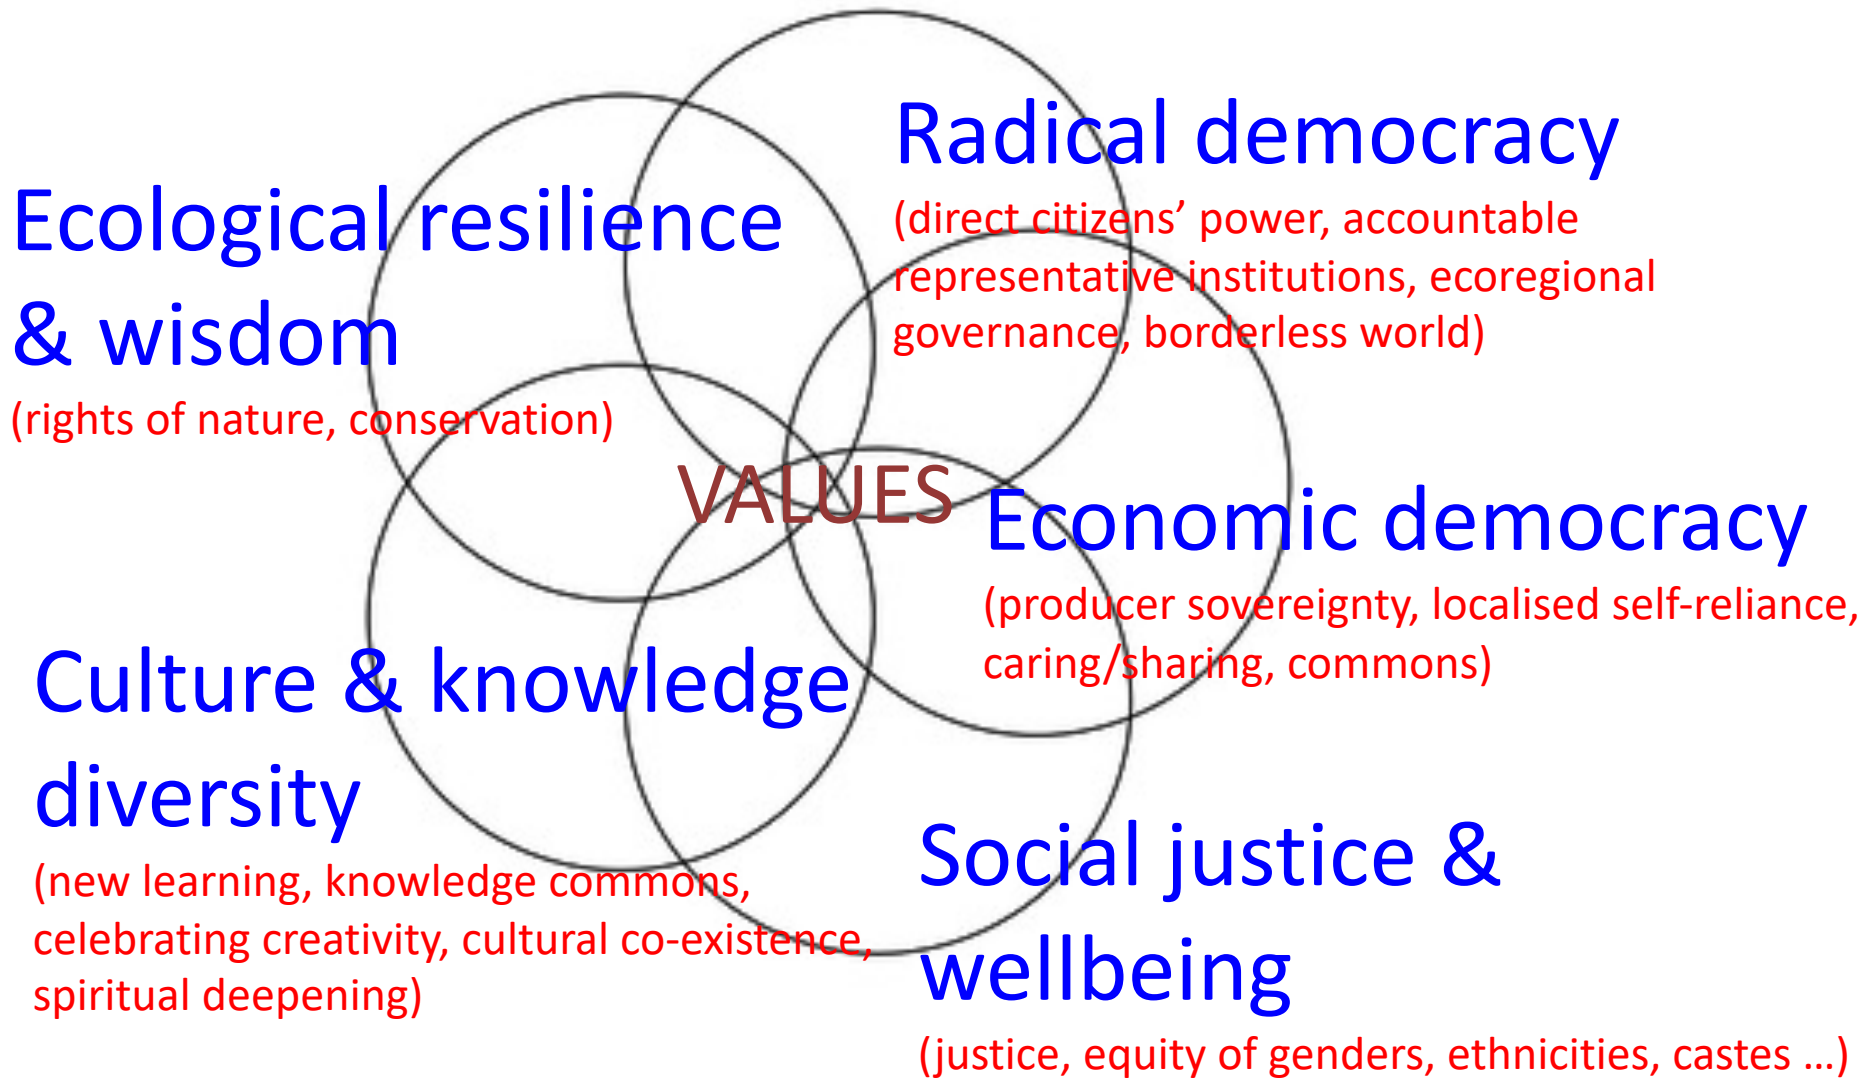 Radical democracy
(direct citizens’ power, accountable
representative institutions, ecoregional
governance, borderless world)
Ecological resilience
& wisdom
(rights of nature, conservation)
VALUES
Economic democracy
(producer sovereignty, localised self-reliance,
caring/sharing, commons)
Culture & knowledge
diversity
(new learning, knowledge commons,
celebrating creativity, cultural co-existence,
spiritual deepening)
Social justice &
wellbeing
(justice, equity of genders, ethnicities, castes ...)